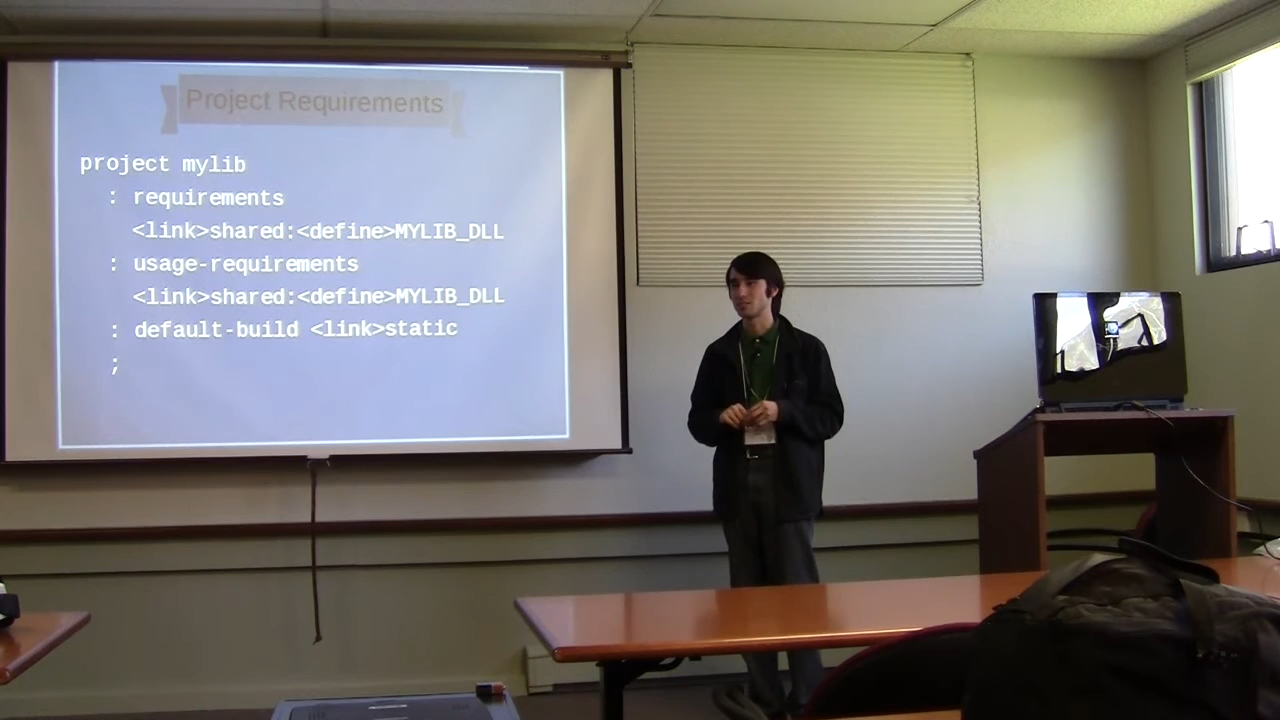 Project Requirements
project mylib
: requirements
<link>shared:<define>MYLIB_DLL
: usage-requirements
<link>shared:<define>MYLIB_DLL
: default-build <link>static
;